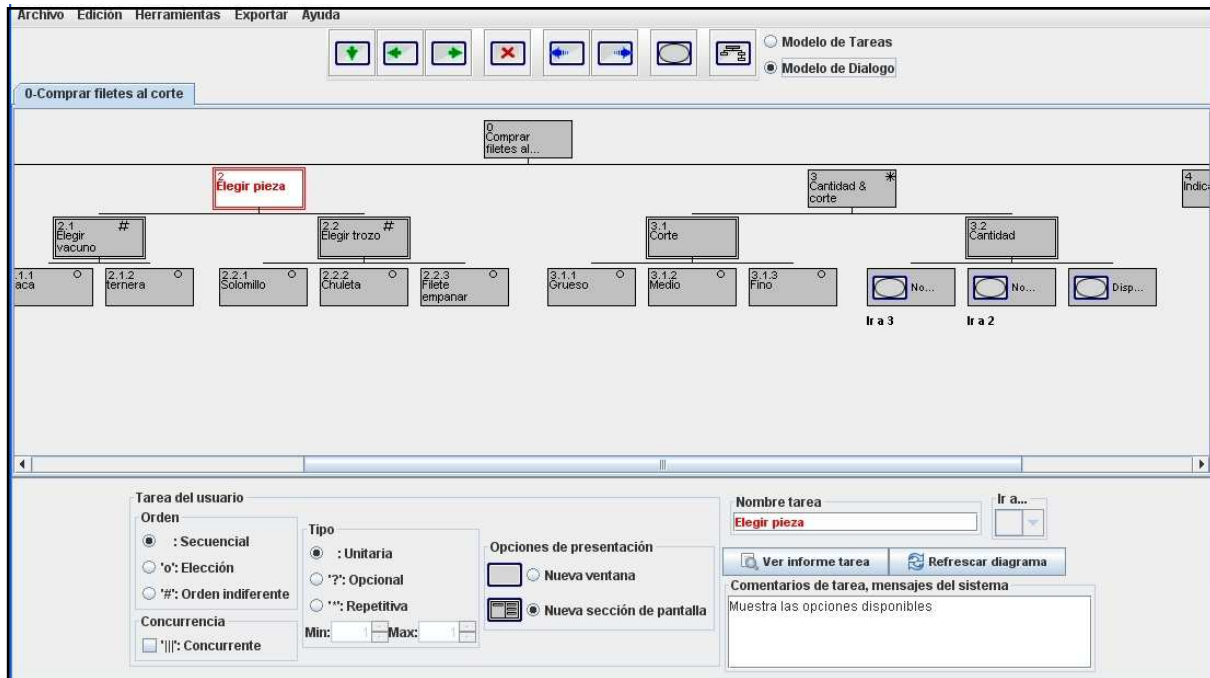 Archivo Edición Herramientas Exportar Ayuda
Modelo de Tareas
Modelo de Dialogo
0-Comprar filetes al corte
0
Comprar
filetes al...
2
Elegir pieza
3 *
Cantidad &
corte
4
Indica
2.1 #
Elegir
vacuno
2.2 #
Elegir trozo
3.1
Corte
3.2
Cantidad
.1.1 o
aca
2.1.2 o
ternera
2.2.1 o
Solomillo
2.2.2 o
Chuleta
2.2.3 o
Filete
empanar
3.1.1 o
Grueso
3.1.2 o
Medio
3.1.3 o
Fino
No...
No...
Disp...
Ir a 3
Ir a 2
Tarea del usuario
Orden
: Secuencial
'o': Elección
'#': Orden indiferente
Concurrencia
'|||': Concurrente
Tipo
: Unitaria
'?': Opcional
'*': Repetitiva
Min: 1 Max: 1
Opciones de presentación
Nueva ventana
Nueva sección de pantalla
Nombre tarea
Elegir pieza
Ir a...
Ver informe tarea
Refrescar diagrama
Comentarios de tarea, mensajes del sistema
Muestra las opciones disponibles